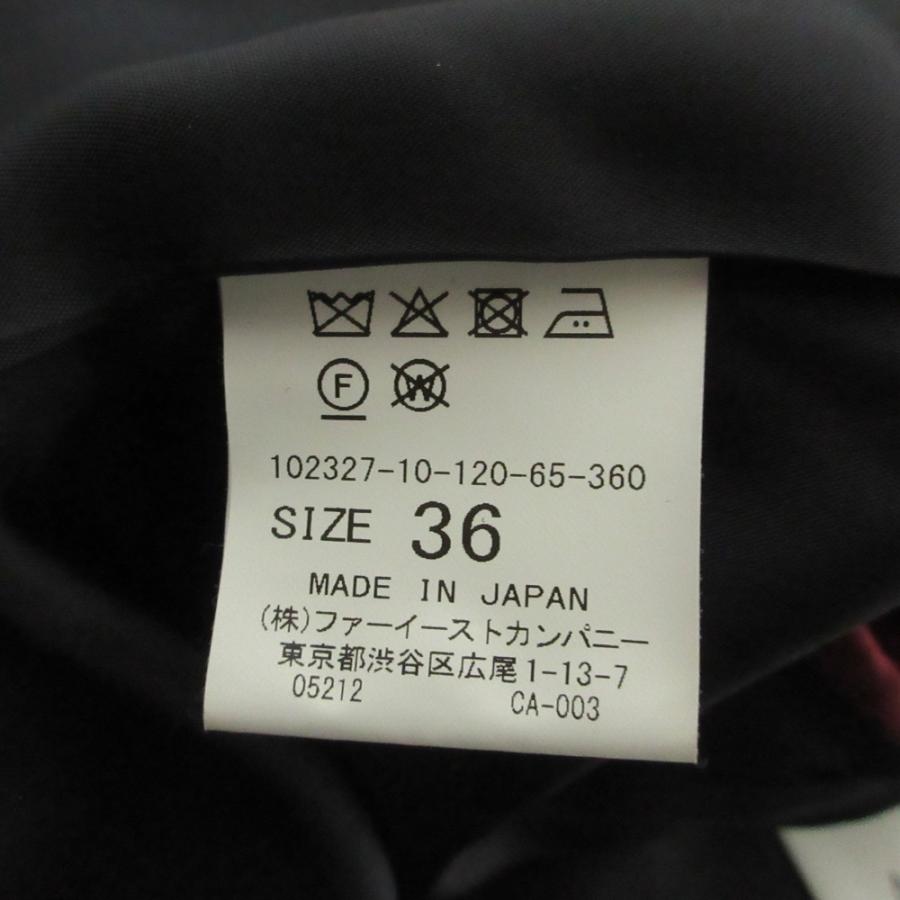 F W
102327-10-120-65-360
SIZE 36
MADE IN JAPAN
(株)ファーイーストカンパニー
東京都渋谷区広尾1-13-7
05212 CA-003